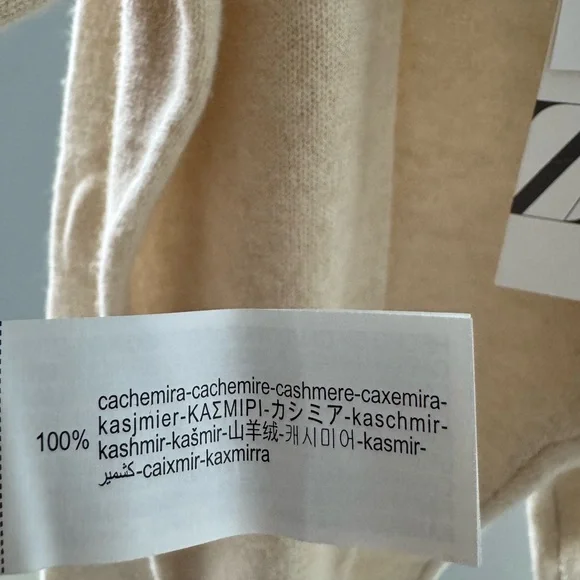 cachemira-cachemire-cashmere-caxemira-
kasjmier-ΚΑΣΜΙΡΙ-カシミア-kaschmir-
100% kashmir-kašmir-山羊绒-캐시미어-kasmir-
كشمير-caixmir-kaxmirra